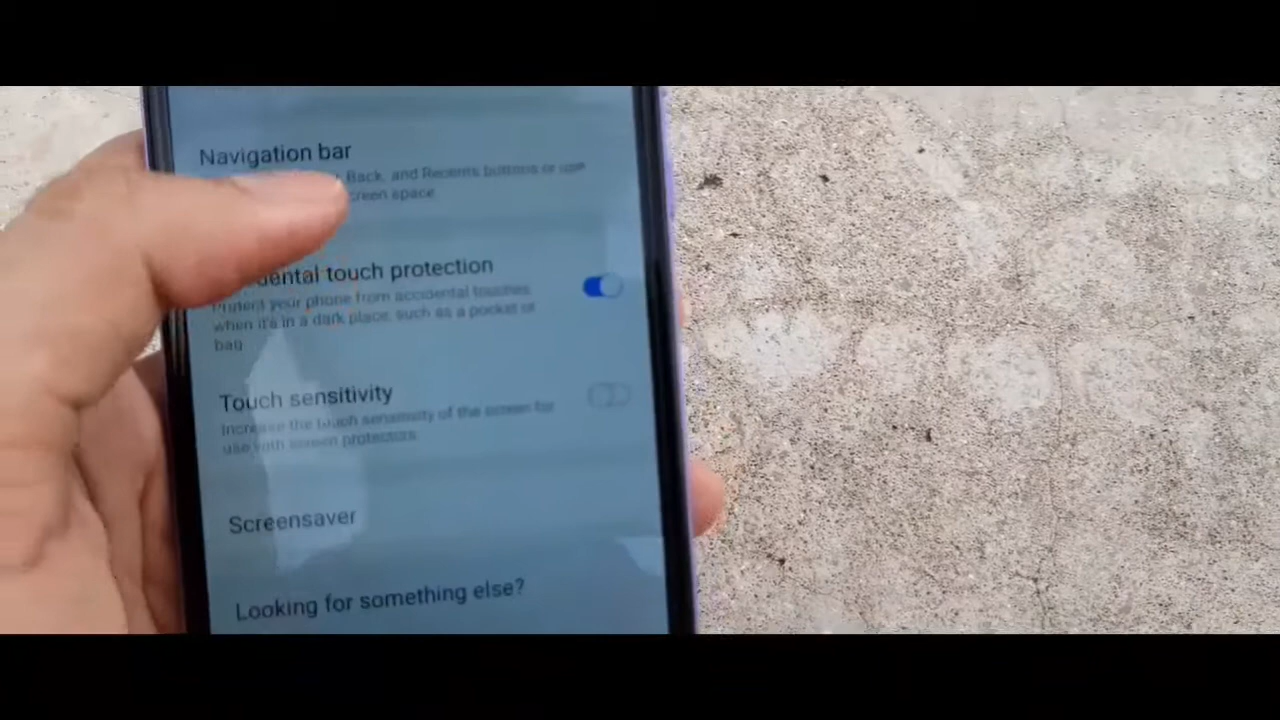 Navigation bar
Back, and Recents buttons or use
screen space.
dental touch protection
Protect your phone from accidental touches
when it's in a dark place, such as a pocket or
bag.
Touch sensitivity
Increase the touch sensitivity of the screen for
use with screen protectors.
Screensaver
Looking for something else?